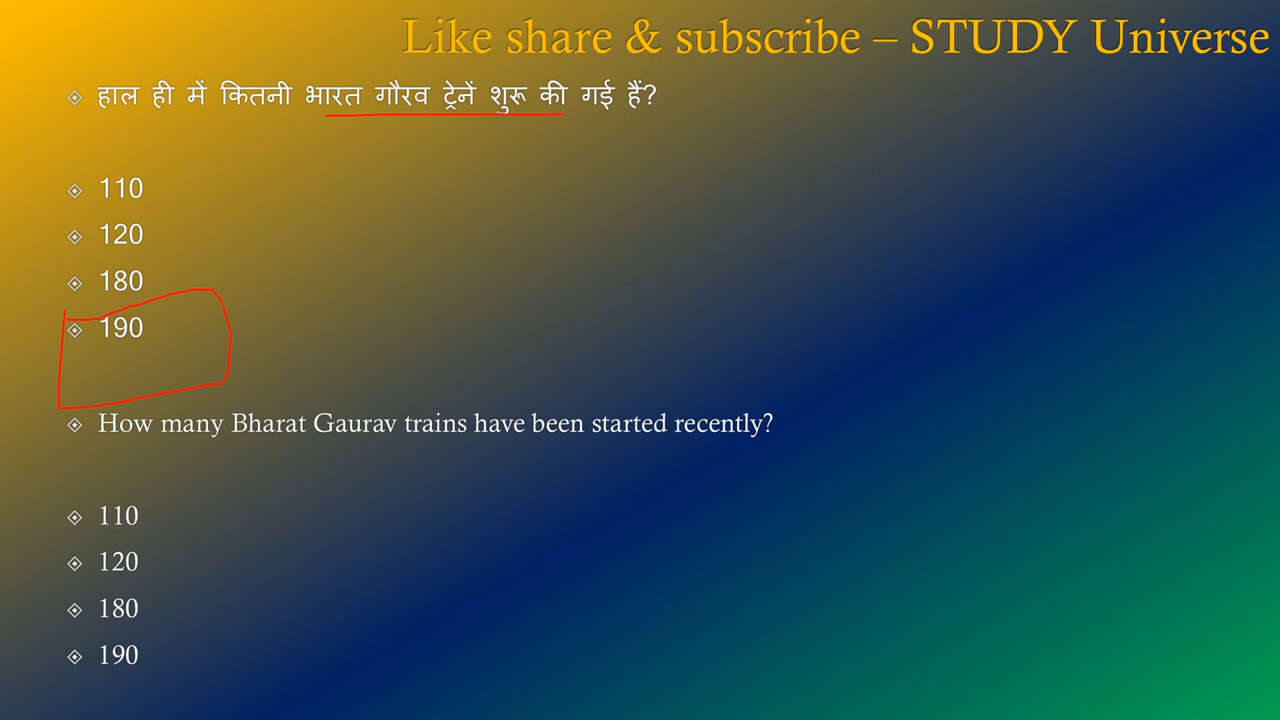 Like share & subscribe – STUDY Universe
हाल ही में कितनी भारत गौरव ट्रेनें शुरू की गई हैं?
110
120
180
190
How many Bharat Gaurav trains have been started recently?
110
120
180
190